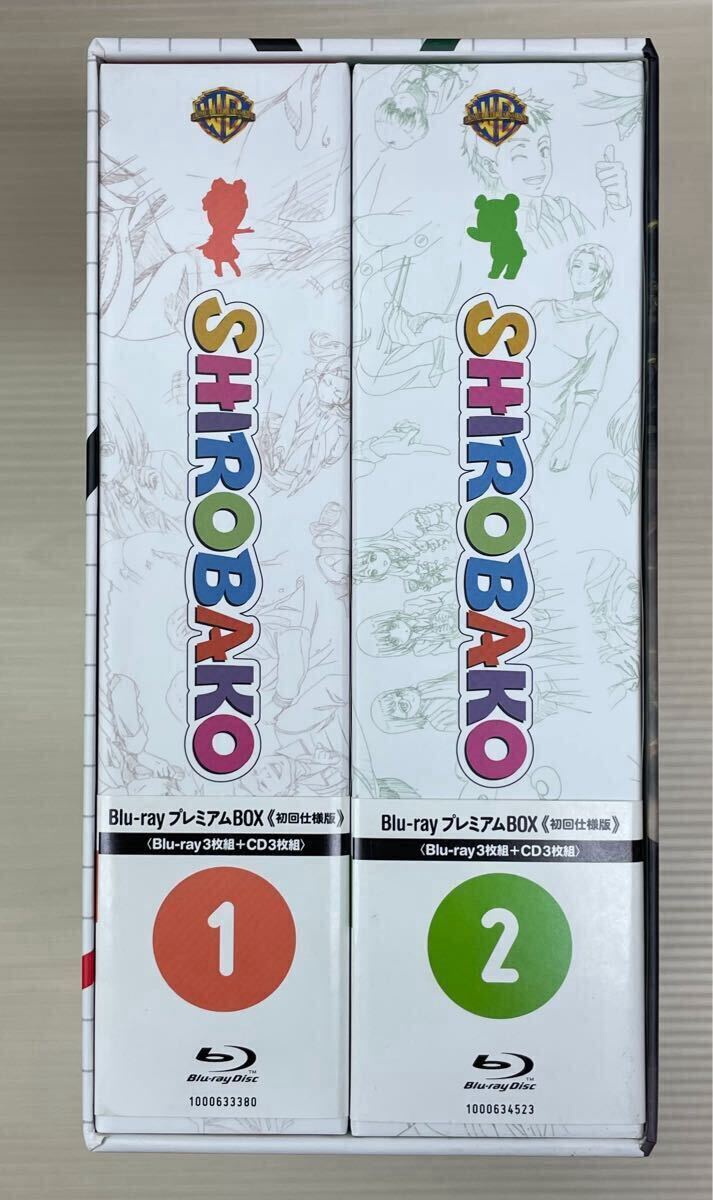 WB
SHIROBAKO
Blu-ray プレミアムBOX《初回仕様版》
〈Blu-ray3枚組+CD3枚組〉
1
Blu-ray Disc™
1000633380
WB
SHIROBAKO
Blu-ray プレミアムBOX《初回仕様版》
〈Blu-ray3枚組+CD3枚組〉
2
Blu-ray Disc™
1000634523